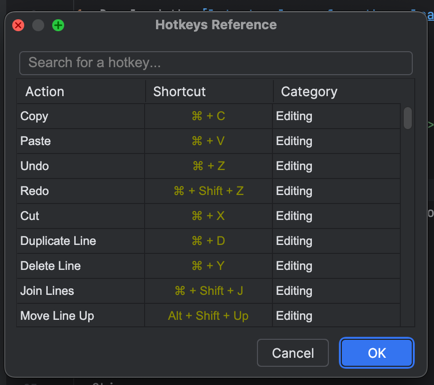 Hotkeys Reference
Search for a hotkey...
Action Shortcut Category
Copy ⌘ + C Editing
Paste ⌘ + V Editing
Undo ⌘ + Z Editing
Redo ⌘ + Shift + Z Editing
Cut ⌘ + X Editing
Duplicate Line ⌘ + D Editing
Delete Line ⌘ + Y Editing
Join Lines ⌘ + Shift + J Editing
Move Line Up Alt + Shift + Up Editing
Cancel OK